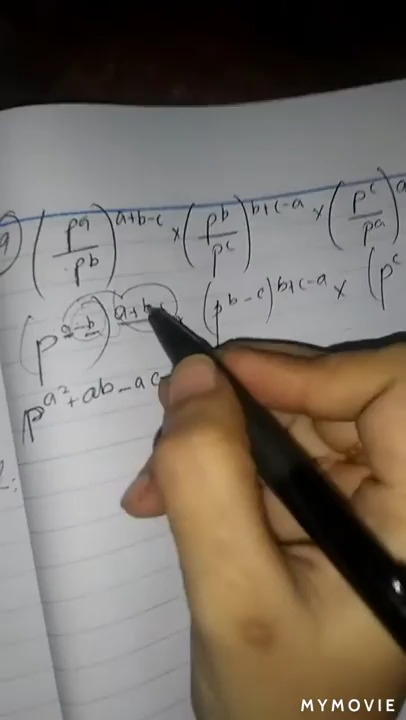 a) (p^a/p^b)^(a+b-c) × (p^b/p^c)^(b+c-a) × (p^c/p^a)^a
(p^(a-b))^(a+b × (p^(b-c))^(b+c-a) × (p^c
p^(a²+ab-ac-
MYMOVIE